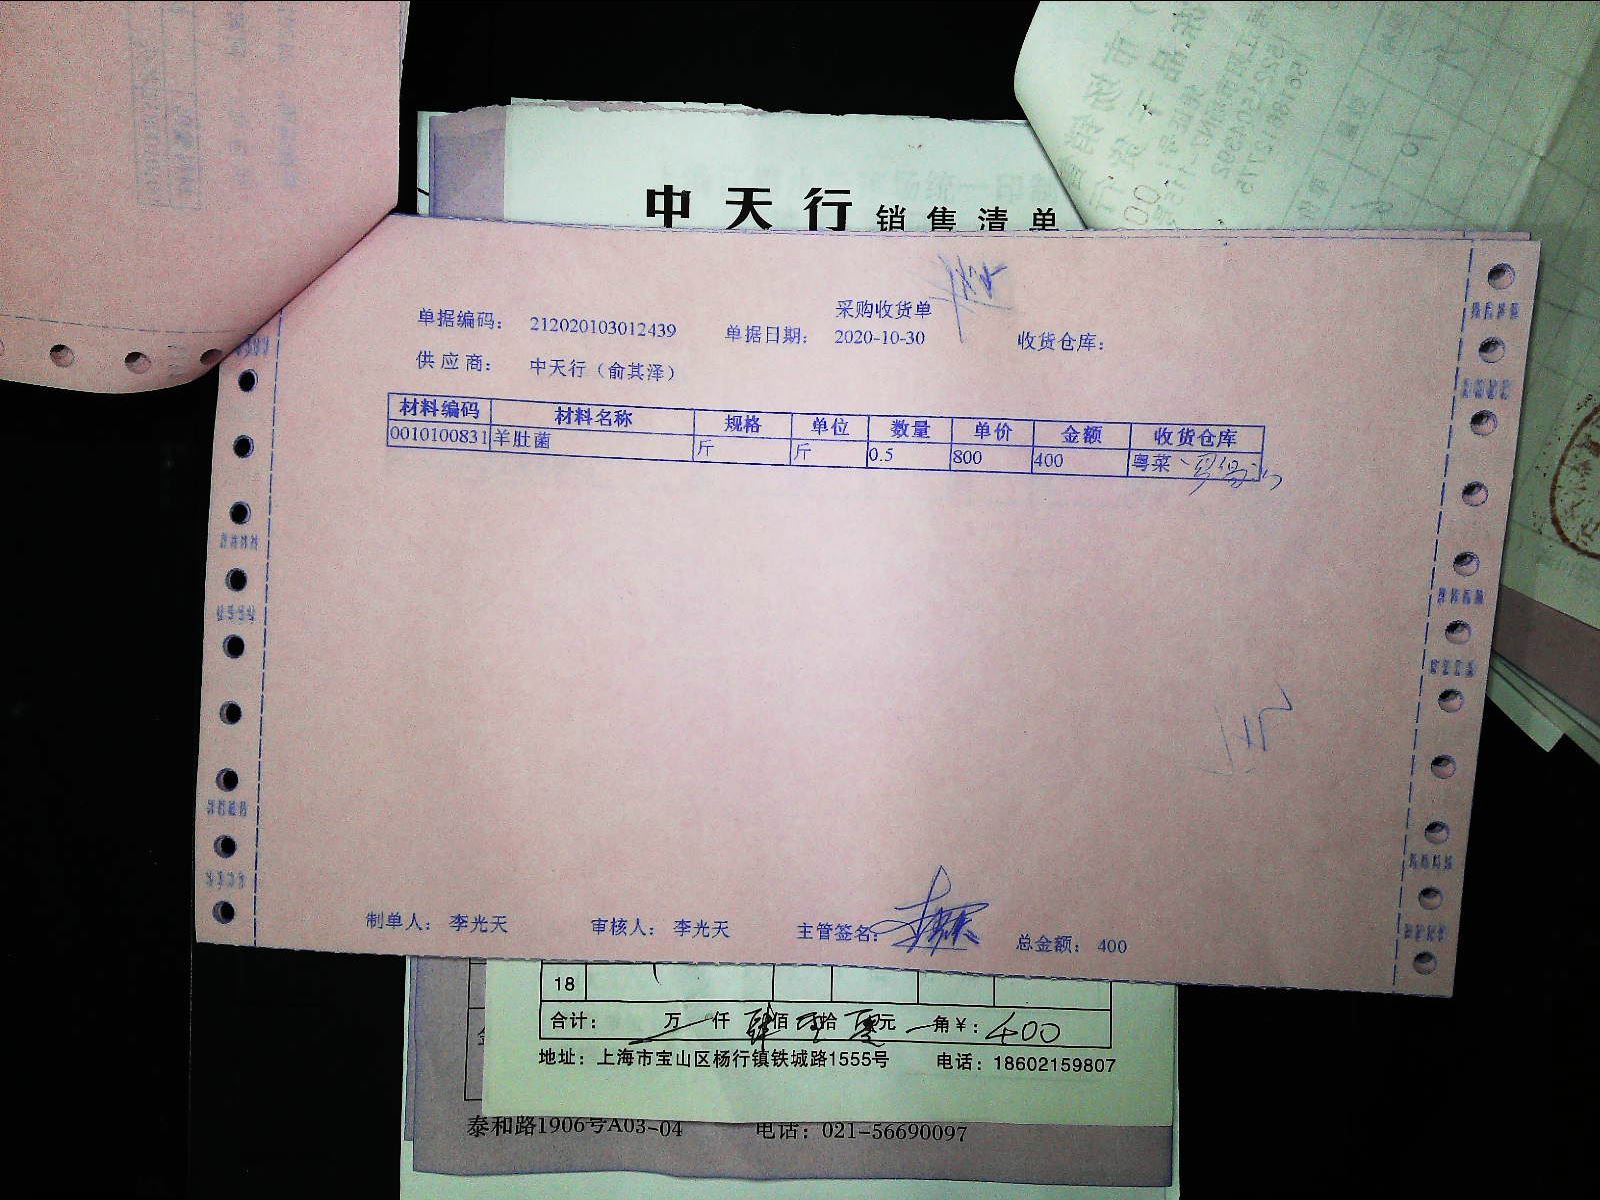 中天行 销售清单
采购收货单
单据编码： 212020103012439 单据日期： 2020-10-30 收货仓库：
供应商： 中天行（俞其泽）
材料编码 材料名称 规格 单位 数量 单价 金额 收货仓库
0010100831 羊肚菌 斤 斤 0.5 800 400 粤菜
制单人： 李光天 审核人： 李光天 主管签名： 总金额： 400
18
合计： 万 仟 肆佰 零拾 零元 角￥：400
地址：上海市宝山区杨行镇铁城路1555号 电话：18602159807
泰和路1906号A03-04 电话：021-56690097